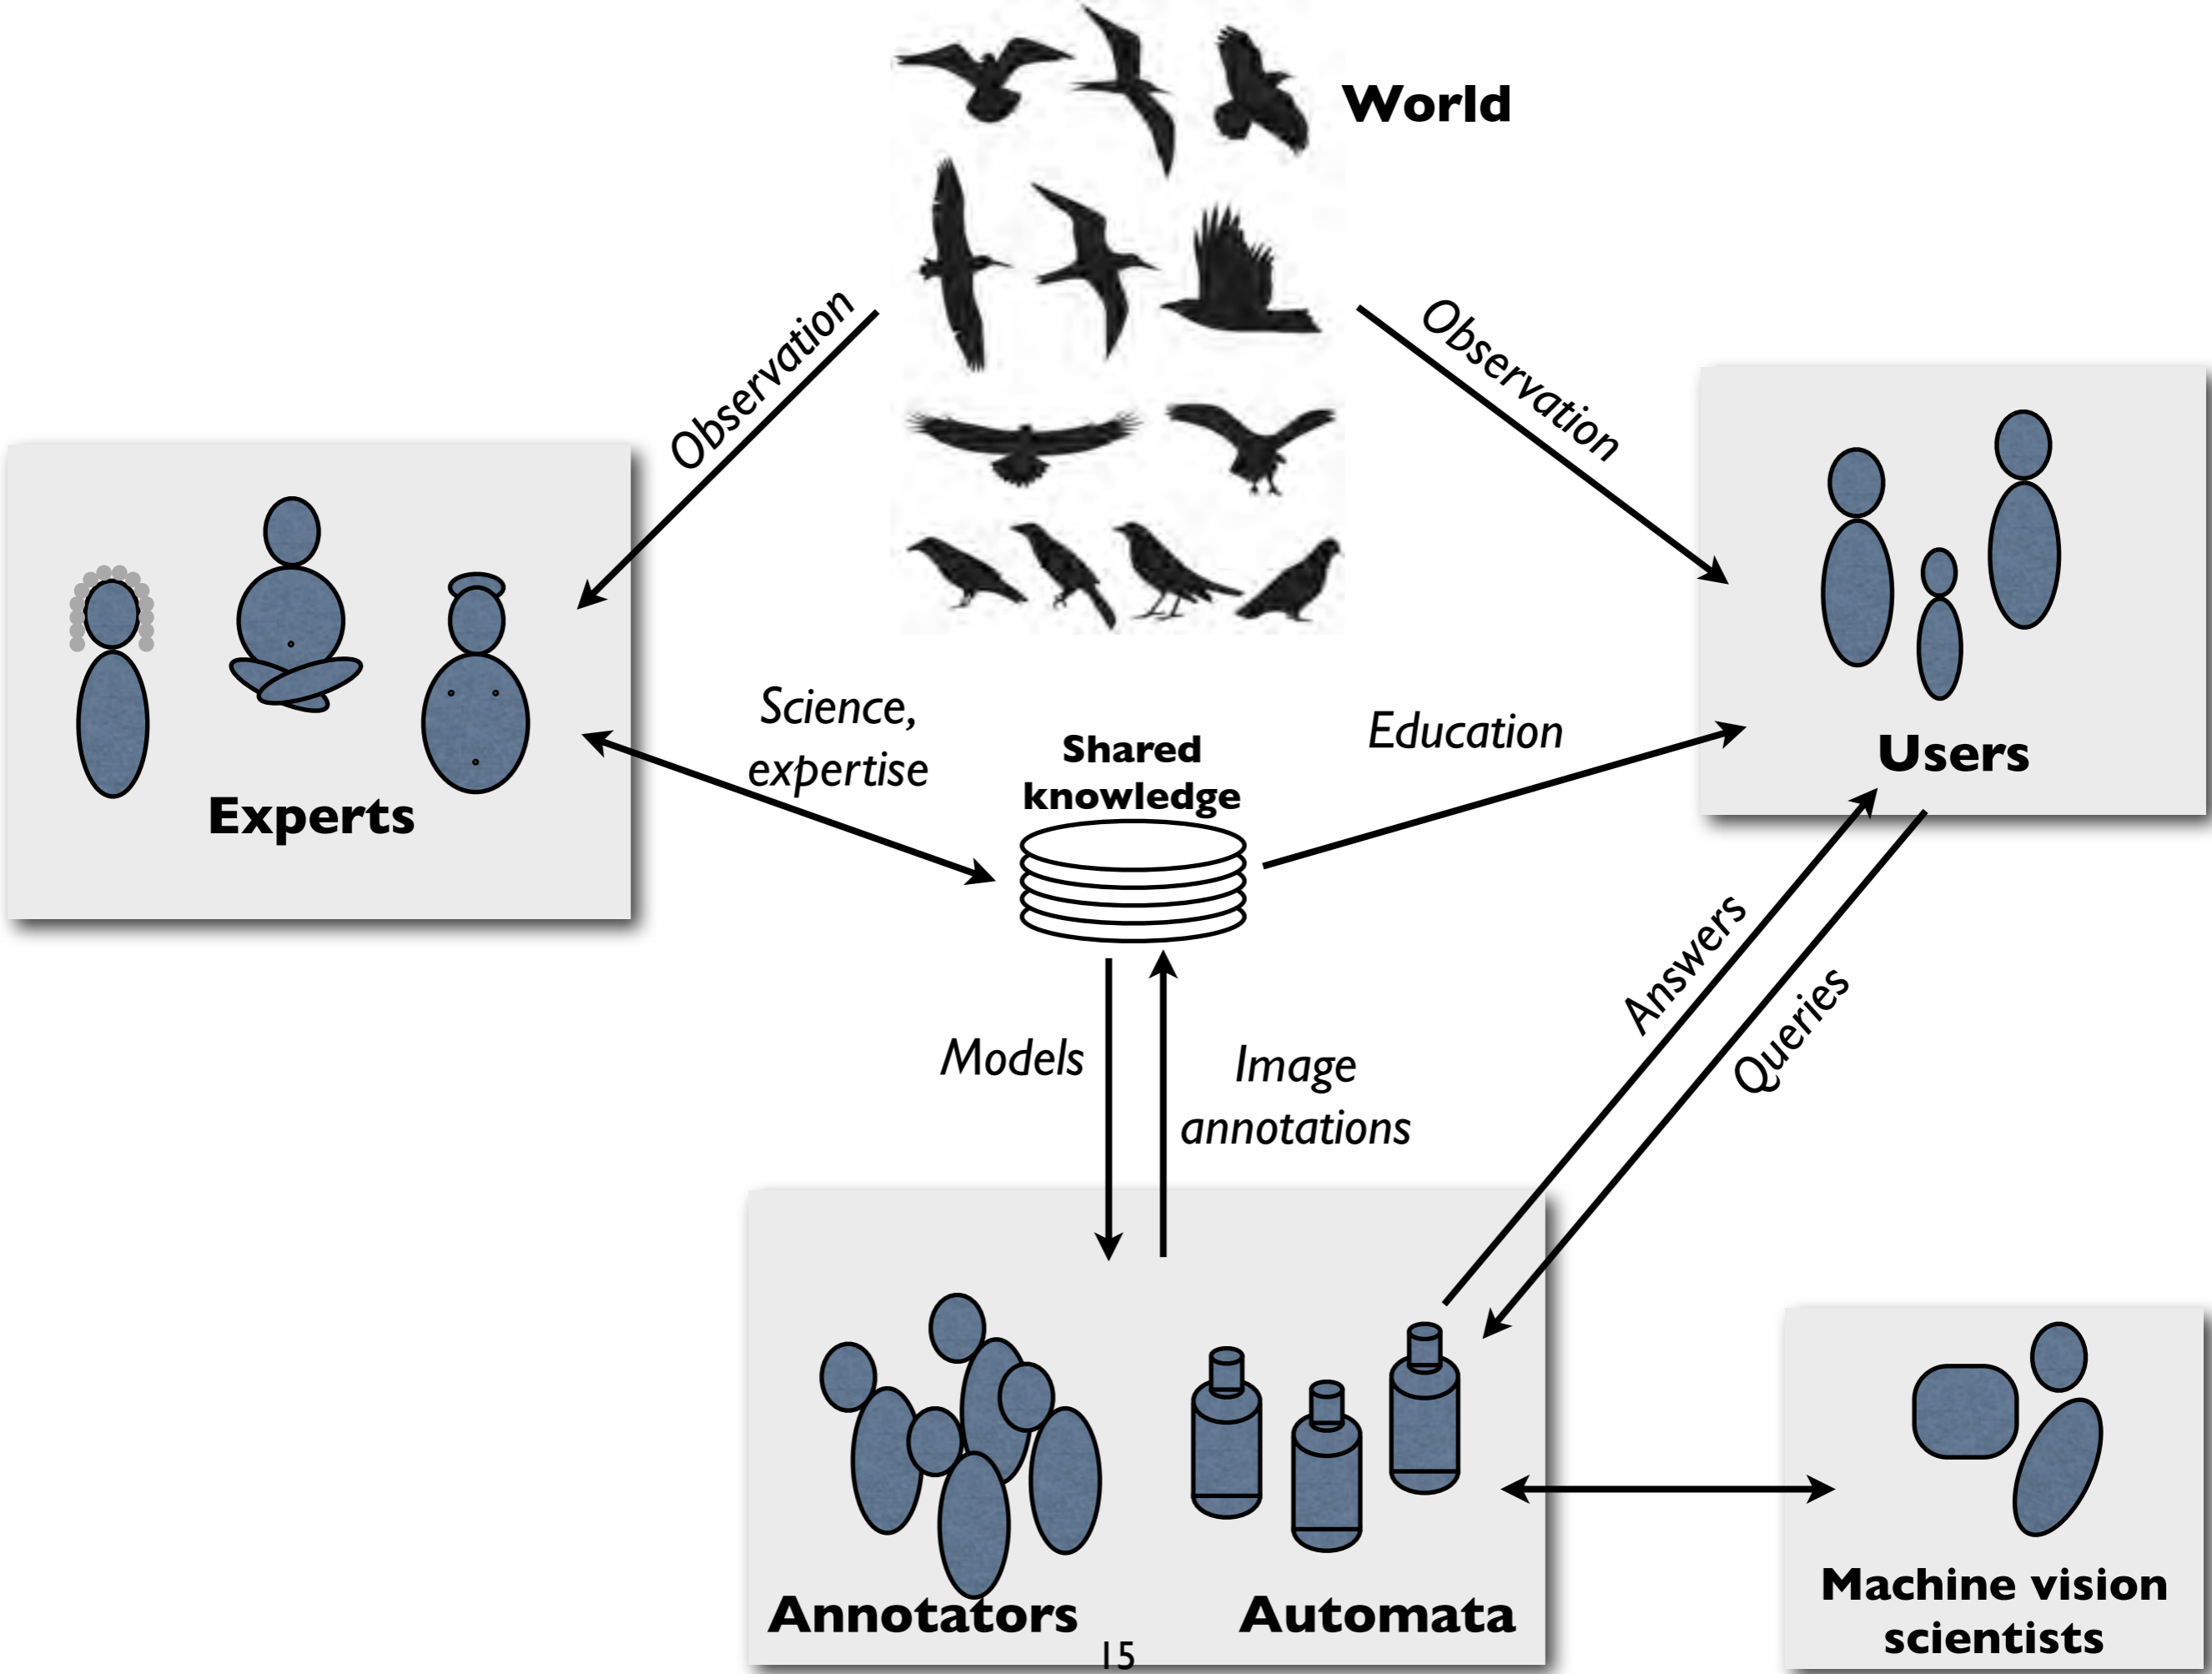 World
Observation
Observation
Science,
expertise
Education
Shared
knowledge
Users
Experts
Answers
Queries
Models
Image
annotations
Annotators
Automata
Machine vision
scientists
15